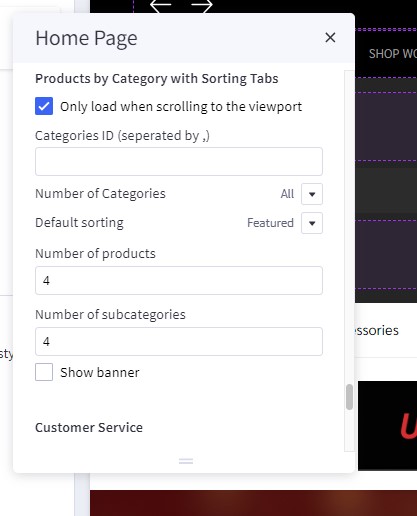 Home Page
SHOP WO
Products by Category with Sorting Tabs
Only load when scrolling to the viewport
Categories ID (seperated by ,)
Number of Categories All
Default sorting Featured
Number of products
4
Number of subcategories
4
Show banner
Customer Service
essories
sty
U